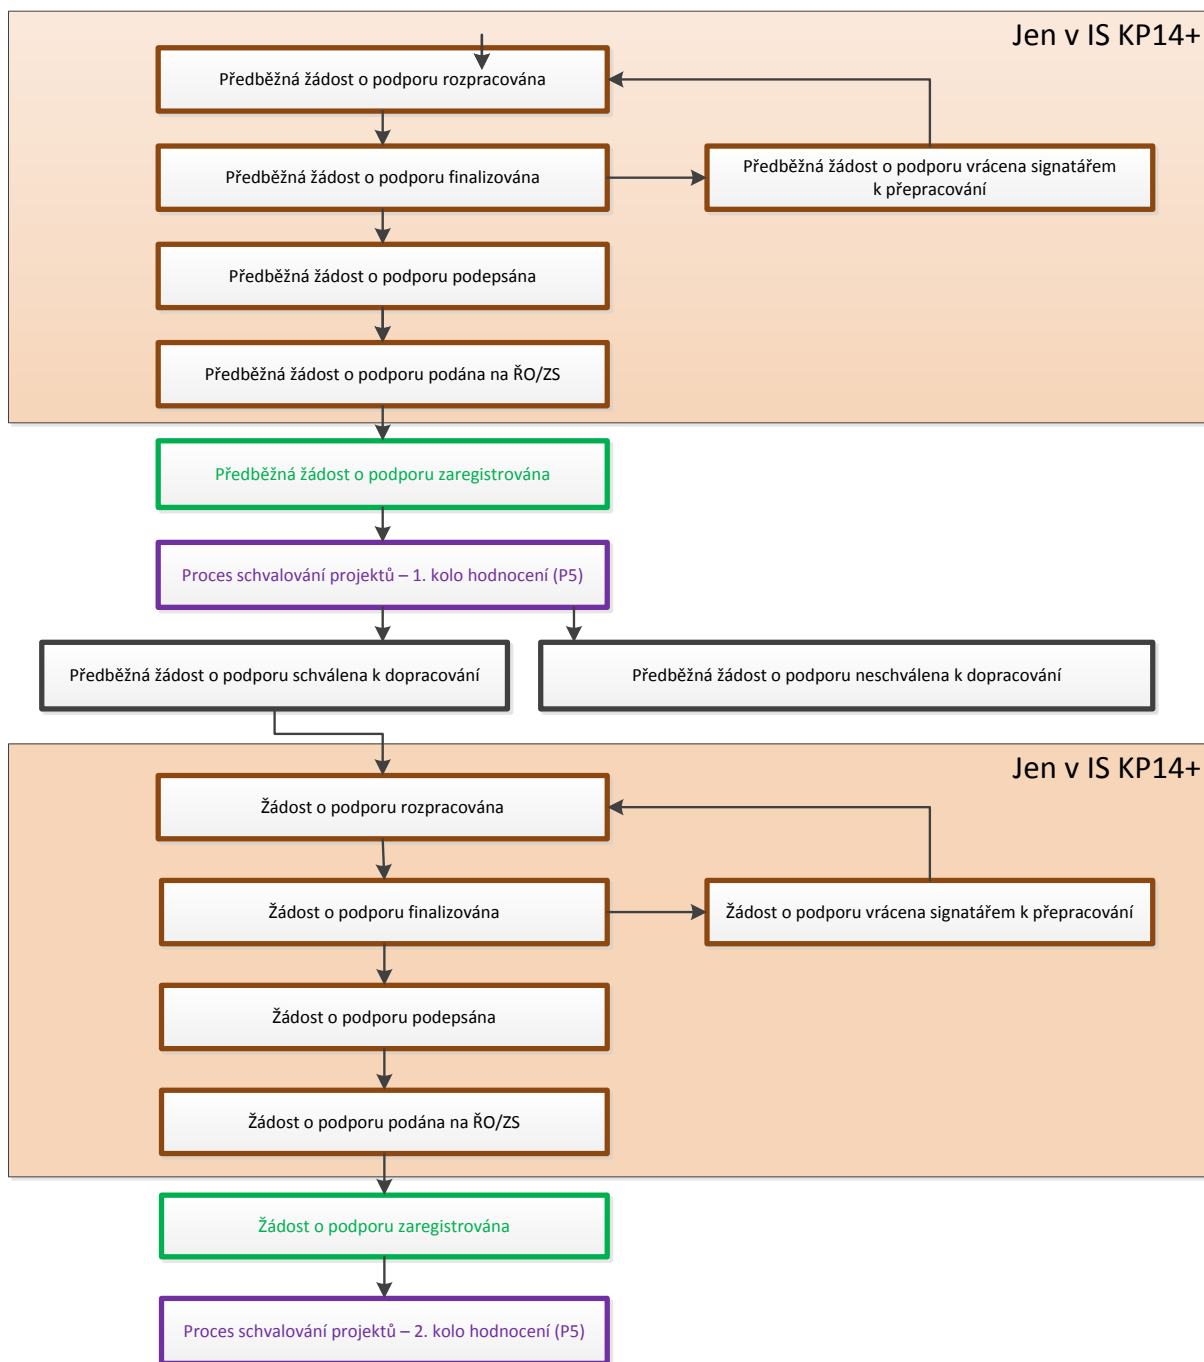 Jen v IS KP14+
Předběžná žádost o podporu rozpracována
Předběžná žádost o podporu finalizována
Předběžná žádost o podporu vrácena signatářem
k přepracování
Předběžná žádost o podporu podepsána
Předběžná žádost o podporu podána na ŘO/ZS
Předběžná žádost o podporu zaregistrována
Proces schvalování projektů – 1. kolo hodnocení (P5)
Předběžná žádost o podporu schválena k dopracování
Předběžná žádost o podporu neschválena k dopracování
Jen v IS KP14+
Žádost o podporu rozpracována
Žádost o podporu finalizována
Žádost o podporu vrácena signatářem k přepracování
Žádost o podporu podepsána
Žádost o podporu podána na ŘO/ZS
Žádost o podporu zaregistrována
Proces schvalování projektů – 2. kolo hodnocení (P5)